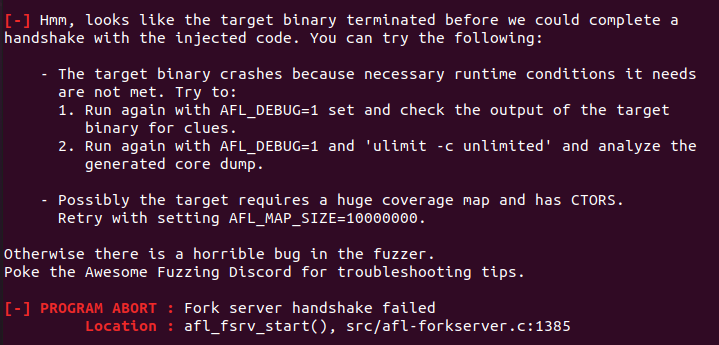 [-] Hmm, looks like the target binary terminated before we could complete a
handshake with the injected code. You can try the following:
- The target binary crashes because necessary runtime conditions it needs
are not met. Try to:
1. Run again with AFL_DEBUG=1 set and check the output of the target
binary for clues.
2. Run again with AFL_DEBUG=1 and 'ulimit -c unlimited' and analyze the
generated core dump.
- Possibly the target requires a huge coverage map and has CTORS.
Retry with setting AFL_MAP_SIZE=10000000.
Otherwise there is a horrible bug in the fuzzer.
Poke the Awesome Fuzzing Discord for troubleshooting tips.
[-] PROGRAM ABORT : Fork server handshake failed
Location : afl_fsrv_start(), src/afl-forkserver.c:1385